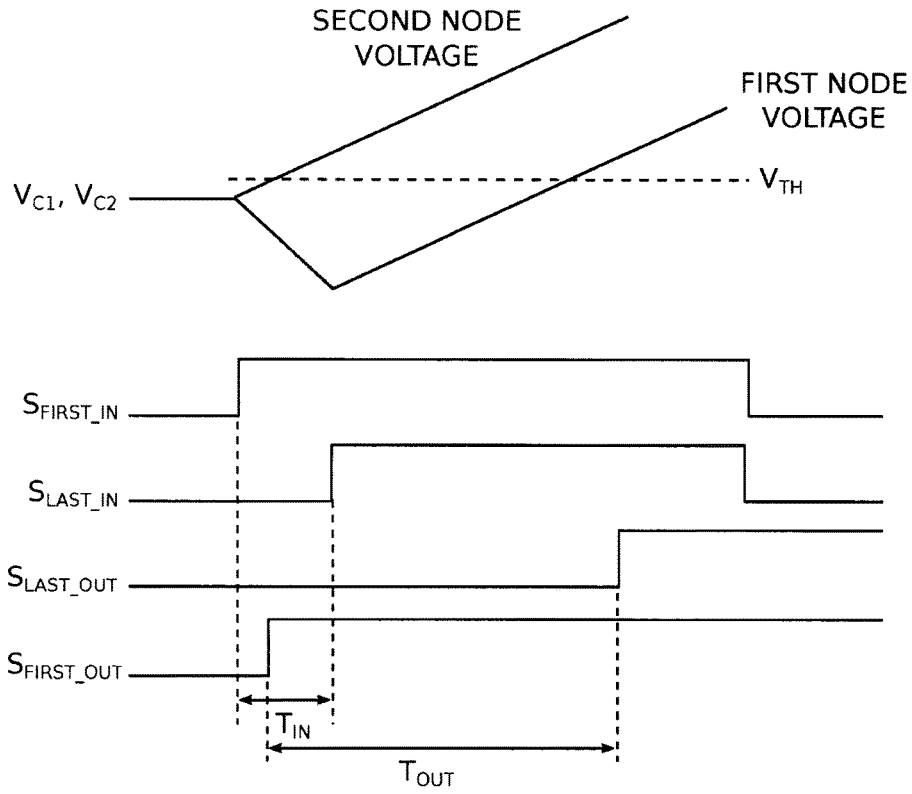 SECOND NODE
VOLTAGE
FIRST NODE
VOLTAGE
V_TH
V_C1, V_C2
S_FIRST_IN
S_LAST_IN
S_LAST_OUT
S_FIRST_OUT
T_IN
T_OUT